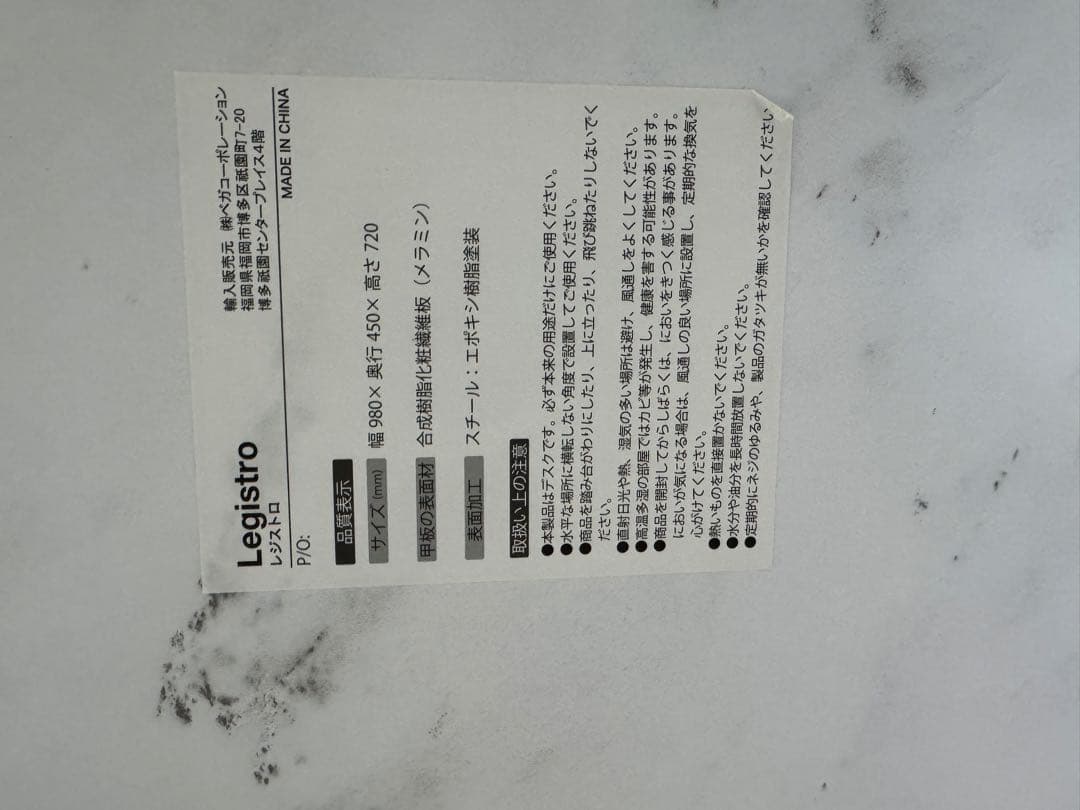 Legistro
レジストロ
輸入販売元 ㈱ベガコーポレーション
福岡県福岡市博多区祇園町7-20
博多祇園センタープレイス4階
P/O:
MADE IN CHINA
品質表示
サイズ(mm) 幅 980× 奥行 450× 高さ 720
甲板の表面材 合成樹脂化粧繊維板（メラミン）
表面加工 スチール：エポキシ樹脂塗装
取扱い上の注意
●本製品はデスクです。必ず本来の用途だけにご使用ください。
●水平な場所に横転しない角度で設置してご使用ください。
●商品を踏み台がわりにしたり、上に立ったり、飛び跳ねたりしないでく
ださい。
●直射日光や熱、湿気の多い場所は避け、風通しをよくしてください。
●高温多湿の部屋ではカビ等が発生し、健康を害する可能性があります。
●商品を開封してからしばらくは、においをきつく感じる事があります。
においが気になる場合は、風通しの良い場所に設置し、定期的な換気を
心がけてください。
●熱いものを直接置かないでください。
●水分や油分を長時間放置しないでください。
●定期的にネジのゆるみや、製品のガタツキが無いかを確認してください